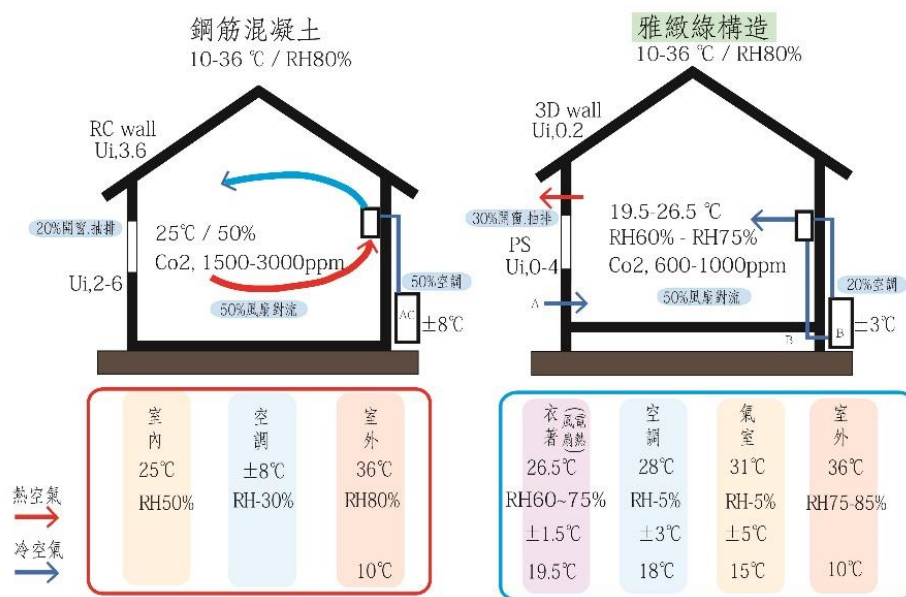 鋼筋混凝土
10-36 ℃ / RH80%
RC wall
Ui,3.6
20%開窗.抽排
25℃ / 50%
Co2, 1500-3000ppm
Ui,2-6
50%空調
50%風扇對流
AC
±8℃
雅緻綠構造
10-36 ℃ / RH80%
3D wall
Ui,0.2
30%開窗.抽排
19.5-26.5 ℃
RH60% - RH75%
Co2, 600-1000ppm
PS
Ui,0-4
20%空調
50%風扇對流
A
B
B
±3℃
熱空氣
冷空氣
室內
25℃
RH50%
空調
±8℃
RH-30%
室外
36℃
RH80%
10℃
衣著(風扇電熱)
26.5℃
RH60~75%
±1.5℃
19.5℃
空調
28℃
RH-5%
±3℃
18℃
氣室
31℃
RH-5%
±5℃
15℃
室外
36℃
RH75-85%
10℃